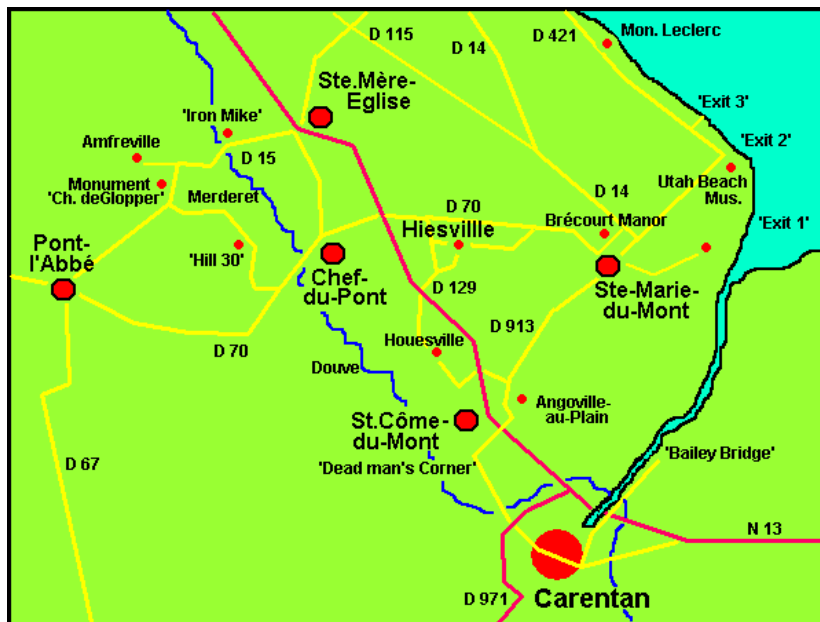 D 115
D 14
D 421
Mon. Leclerc
Ste.Mère-
Eglise
'Iron Mike'
'Exit 3'
Amfreville
'Exit 2'
D 15
Monument
'Ch. deGlopper'
Merderet
Utah Beach
Mus.
D 14
D 70
Brécourt Manor
'Exit 1'
Hiesvillle
Pont-
l'Abbé
'Hill 30'
Chef-
du-Pont
Ste-Marie-
du-Mont
D 129
D 913
Houesville
D 70
Douve
Angoville-
au-Plain
St.Côme-
du-Mont
'Dead man's Corner'
'Bailey Bridge'
D 67
N 13
D 971
Carentan